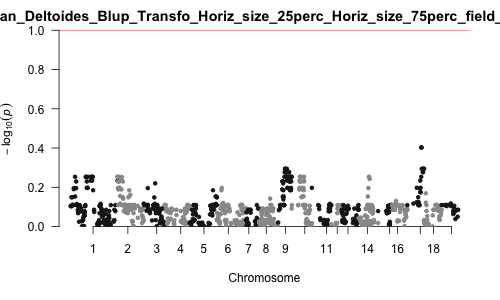 an_Deltoides_Blup_Transfo_Horiz_size_25perc_Horiz_size_75perc_field_
1.0
0.8
0.6
0.4
0.2
0.0
− log₁₀(p)
1 2 3 4 5 6 7 8 9 11 14 16 18
Chromosome